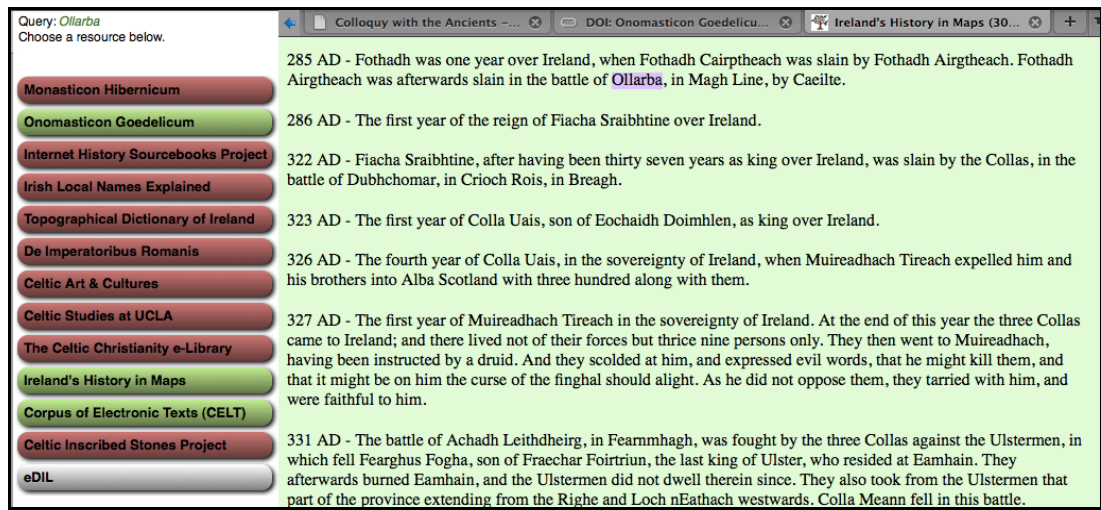 Query: Ollarba
Choose a resource below.
Monasticon Hibernicum
Onomasticon Goedelicum
Internet History Sourcebooks Project
Irish Local Names Explained
Topographical Dictionary of Ireland
De Imperatoribus Romanis
Celtic Art & Cultures
Celtic Studies at UCLA
The Celtic Christianity e-Library
Ireland's History in Maps
Corpus of Electronic Texts (CELT)
Celtic Inscribed Stones Project
eDIL
Colloquy with the Ancients –...
DOI: Onomasticon Goedelicu...
Ireland's History in Maps (30...
285 AD - Fothadh was one year over Ireland, when Fothadh Cairptheach was slain by Fothadh Airgtheach. Fothadh
Airgtheach was afterwards slain in the battle of Ollarba, in Magh Line, by Caeilte.
286 AD - The first year of the reign of Fiacha Sraibhtine over Ireland.
322 AD - Fiacha Sraibhtine, after having been thirty seven years as king over Ireland, was slain by the Collas, in the
battle of Dubhchomar, in Crioch Rois, in Breagh.
323 AD - The first year of Colla Uais, son of Eochaidh Doimhlen, as king over Ireland.
326 AD - The fourth year of Colla Uais, in the sovereignty of Ireland, when Muireadhach Tireach expelled him and
his brothers into Alba Scotland with three hundred along with them.
327 AD - The first year of Muireadhach Tireach in the sovereignty of Ireland. At the end of this year the three Collas
came to Ireland; and there lived not of their forces but thrice nine persons only. They then went to Muireadhach,
having been instructed by a druid. And they scolded at him, and expressed evil words, that he might kill them, and
that it might be on him the curse of the finghal should alight. As he did not oppose them, they tarried with him, and
were faithful to him.
331 AD - The battle of Achadh Leithdheirg, in Fearnmhagh, was fought by the three Collas against the Ulstermen, in
which fell Fearghus Fogha, son of Fraechar Foirtriun, the last king of Ulster, who resided at Eamhain. They
afterwards burned Eamhain, and the Ulstermen did not dwell therein since. They also took from the Ulstermen that
part of the province extending from the Righe and Loch nEathach westwards. Colla Meann fell in this battle.